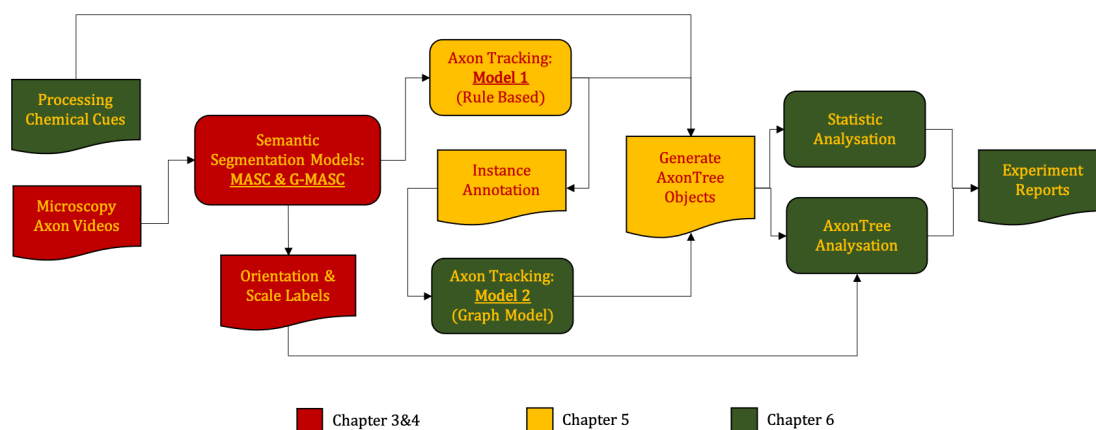 Processing
Chemical Cues
Microscopy
Axon Videos
Semantic
Segmentation Models:
MASC & G-MASC
Orientation &
Scale Labels
Axon Tracking:
Model 1
(Rule Based)
Instance
Annotation
Axon Tracking:
Model 2
(Graph Model)
Generate
AxonTree
Objects
Statistic
Analysation
AxonTree
Analysation
Experiment
Reports
Chapter 3&4
Chapter 5
Chapter 6